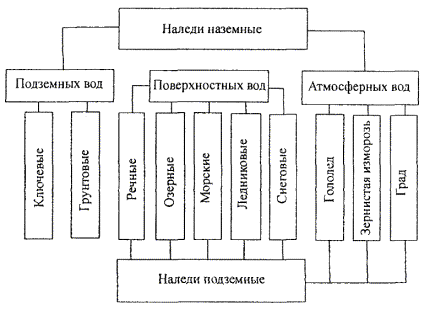 Наледи наземные
Подземных вод
Поверхностных вод
Атмосферных вод
Ключевые
Грунтовые
Речные
Озерные
Морские
Ледниковые
Снеговые
Гололед
Зернистая изморозь
Град
Наледи подземные